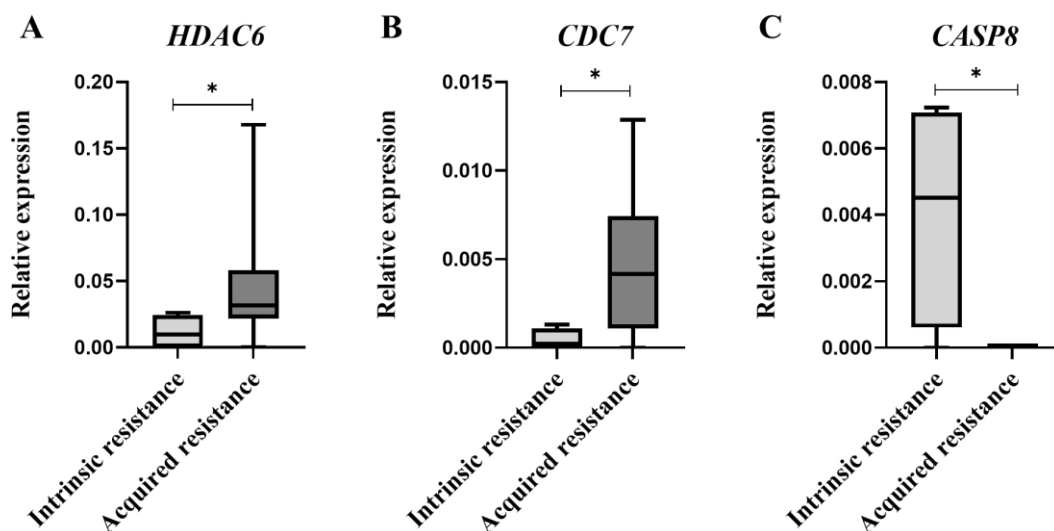 A
HDAC6
Relative expression
0.20
0.15
0.10
0.05
0.00
*
Intrinsic resistance
Acquired resistance
B
CDC7
Relative expression
0.015
0.010
0.005
0.000
*
Intrinsic resistance
Acquired resistance
C
CASP8
Relative expression
0.008
0.006
0.004
0.002
0.000
*
Intrinsic resistance
Acquired resistance